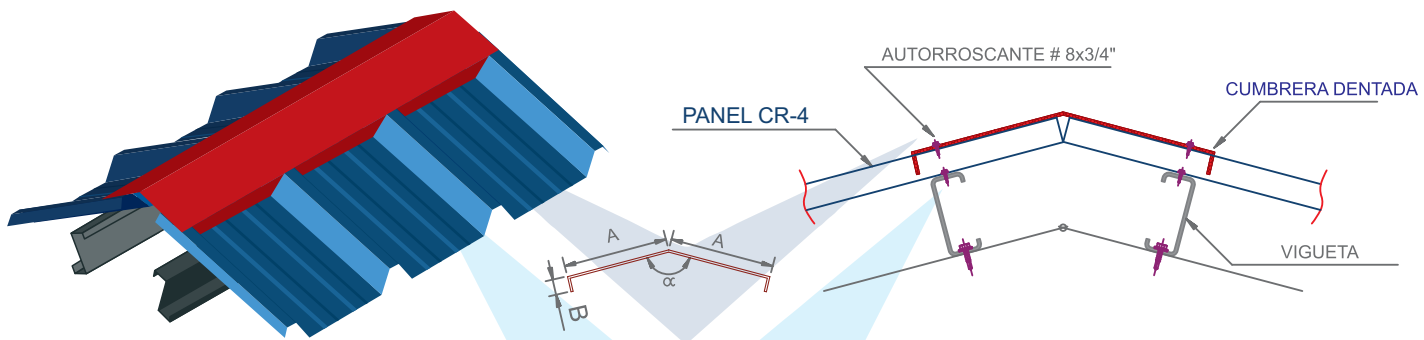 AUTORROSCANTE # 8x3/4"
CUMBRERA DENTADA
PANEL CR-4
A
A
α
B
VIGUETA